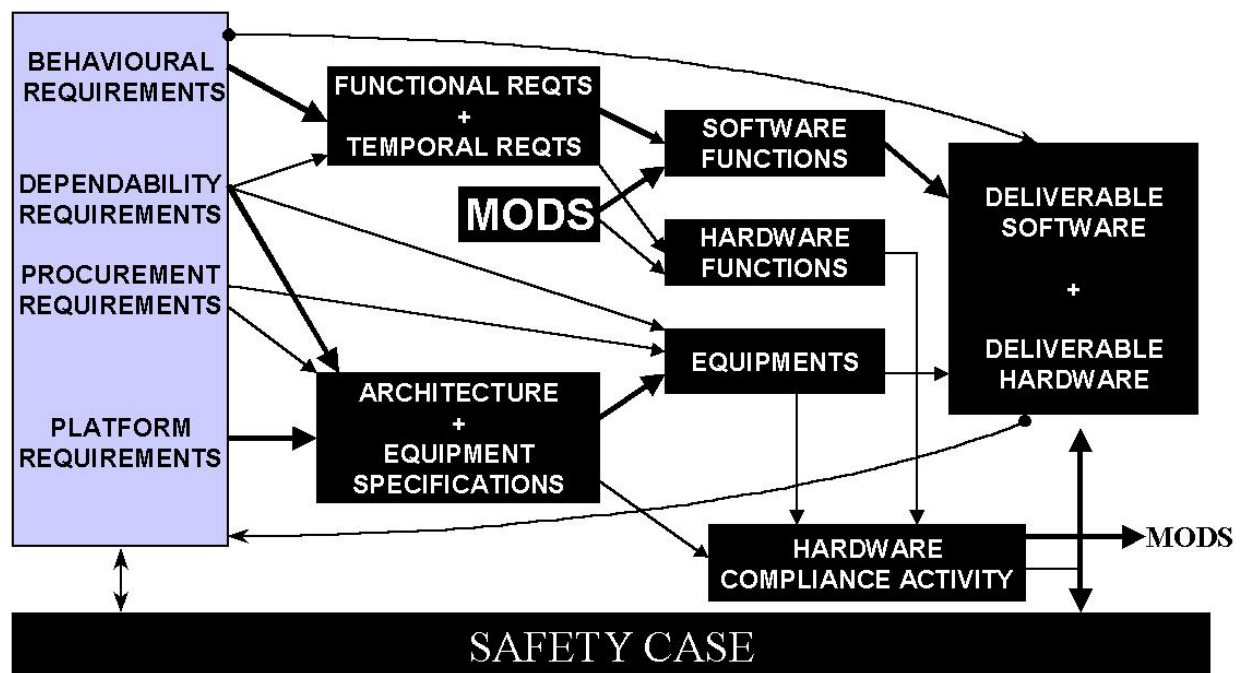 BEHAVIOURAL
REQUIREMENTS
DEPENDABILITY
REQUIREMENTS
PROCUREMENT
REQUIREMENTS
PLATFORM
REQUIREMENTS
FUNCTIONAL REQTS
+
TEMPORAL REQTS
MODS
ARCHITECTURE
+
EQUIPMENT
SPECIFICATIONS
SOFTWARE
FUNCTIONS
HARDWARE
FUNCTIONS
EQUIPMENTS
HARDWARE
COMPLIANCE ACTIVITY
DELIVERABLE
SOFTWARE
+
DELIVERABLE
HARDWARE
MODS
SAFETY CASE